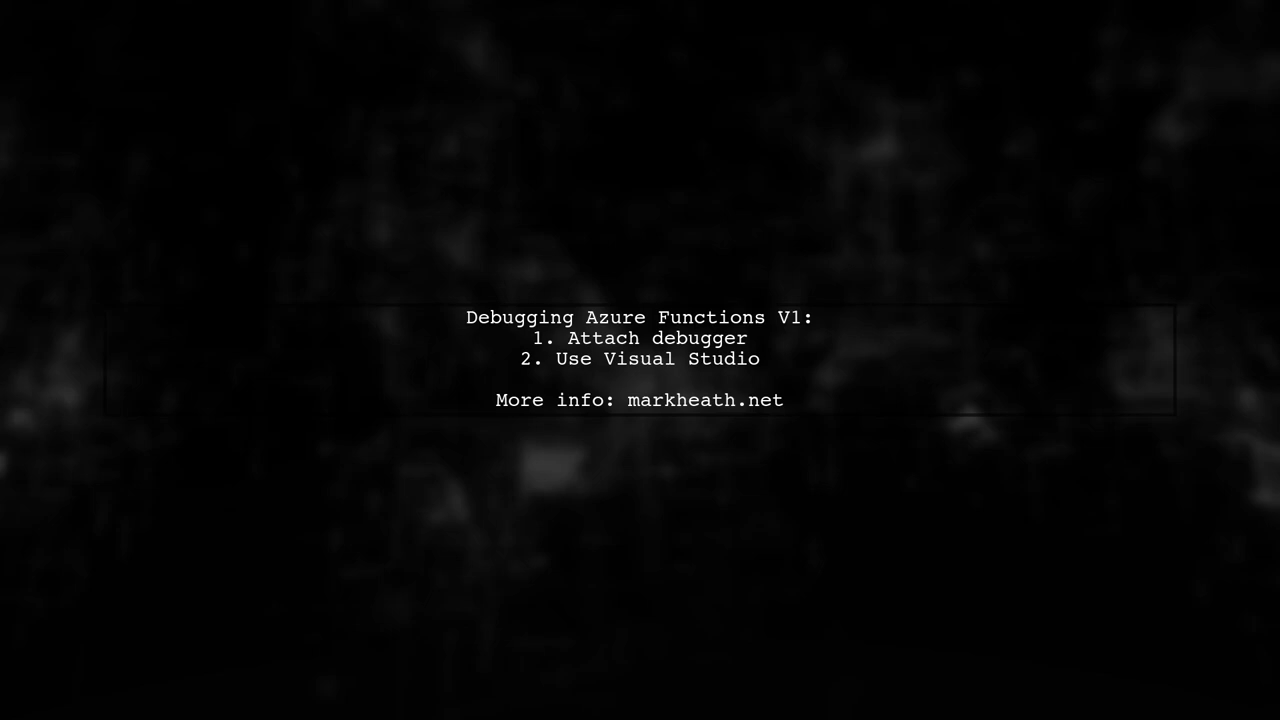 Debugging Azure Functions V1:
1. Attach debugger
2. Use Visual Studio
More info: markheath.net